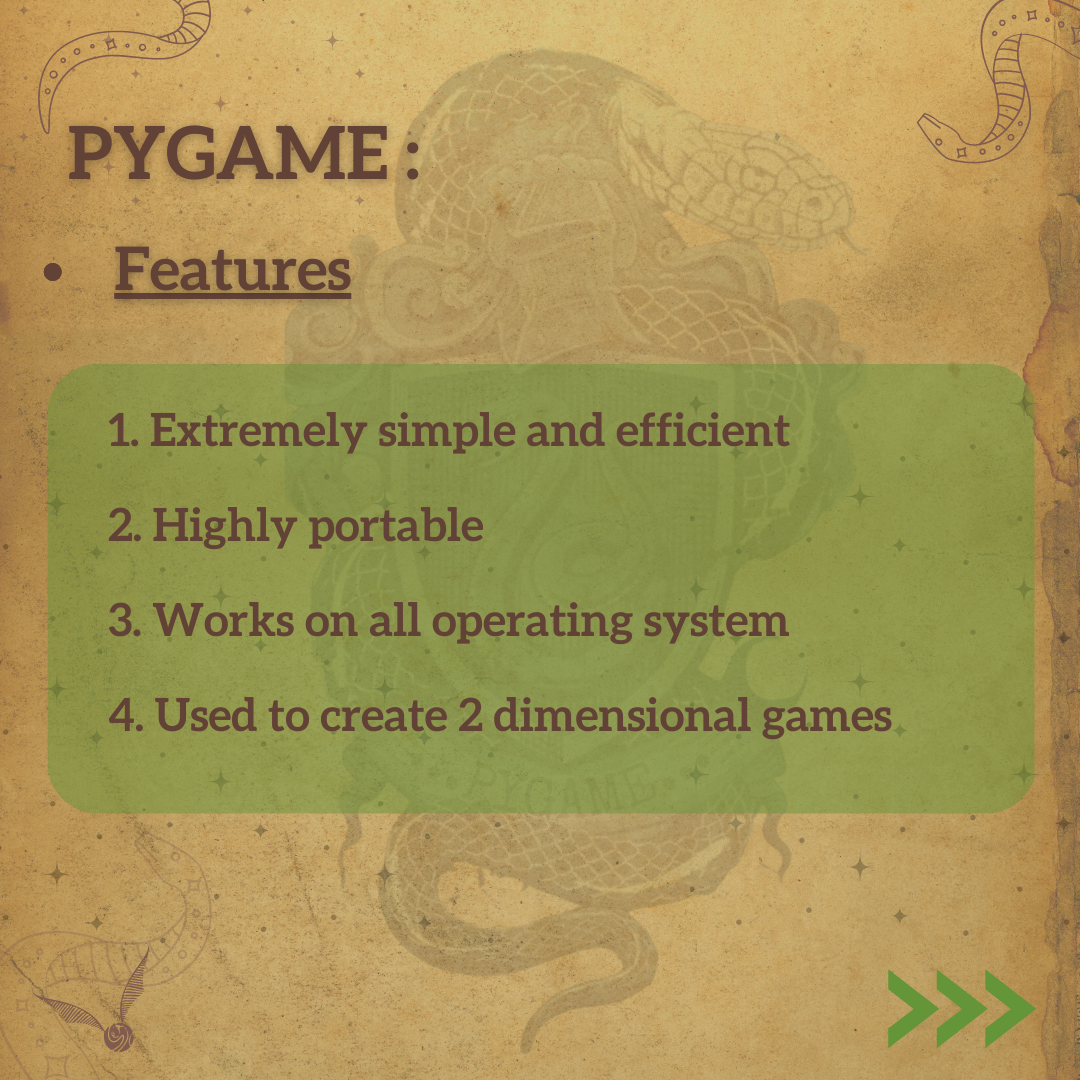 PYGAME :
• Features
1. Extremely simple and efficient
2. Highly portable
3. Works on all operating system
4. Used to create 2 dimensional games
PYGAME